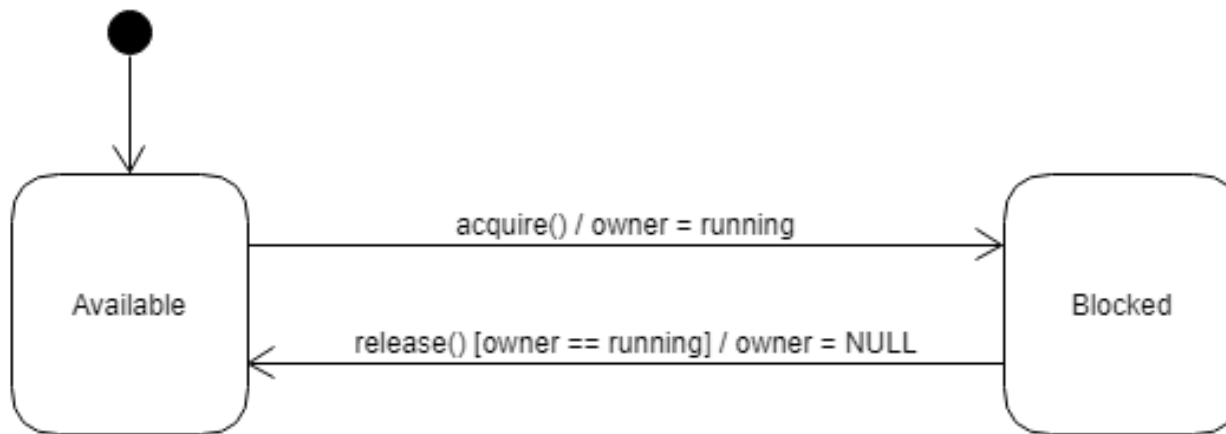 acquire() / owner = running
Available
Blocked
release() [owner == running] / owner = NULL